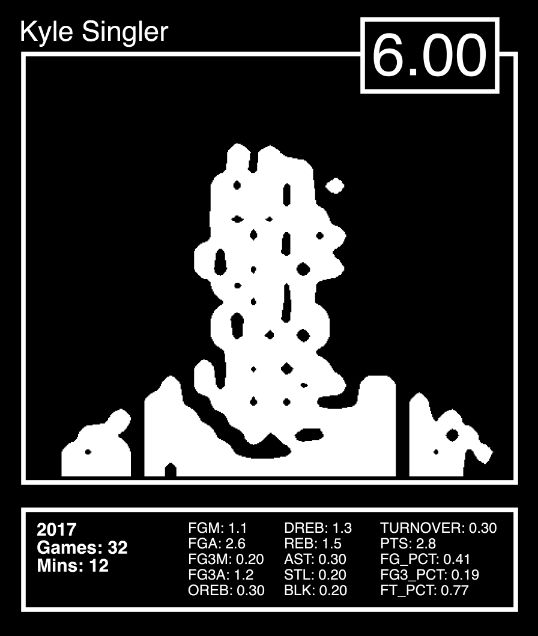 Kyle Singler
6.00
2017
Games: 32
Mins: 12
FGM: 1.1
FGA: 2.6
FG3M: 0.20
FG3A: 1.2
OREB: 0.30
DREB: 1.3
REB: 1.5
AST: 0.30
STL: 0.20
BLK: 0.20
TURNOVER: 0.30
PTS: 2.8
FG_PCT: 0.41
FG3_PCT: 0.19
FT_PCT: 0.77